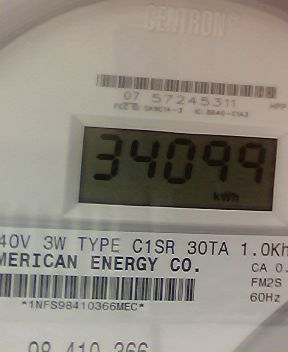 CENTRON®
07 57245311
34099
kWh
40V 3W TYPE C1SR 30TA 1.0Kh
MERICAN ENERGY CO.
CA 0.
FM2S
60Hz
*1NFS98410366MEC*
98 410 366